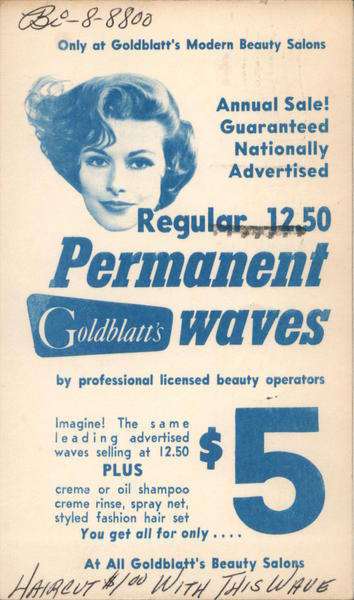 Bi-8-8800
Only at Goldblatt's Modern Beauty Salons
Annual Sale!
Guaranteed
Nationally
Advertised
Regular 12.50
Permanent
Goldblatt's waves
by professional licensed beauty operators
Imagine! The same
leading advertised
waves selling at 12.50
PLUS
creme or oil shampoo
creme rinse, spray net,
styled fashion hair set
You get all for only ....
$5
At All Goldblatt's Beauty Salons
HAIRCUT $1.00 WITH THIS WAVE